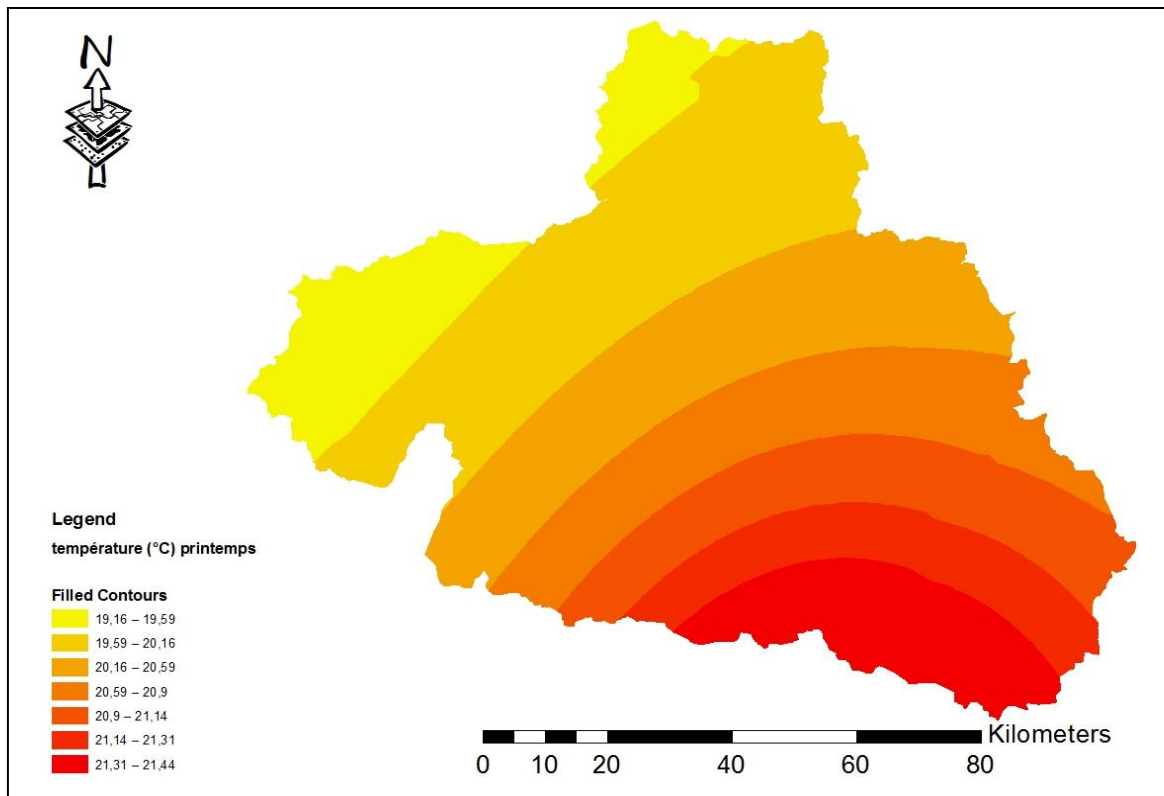 N
Legend
température (°C) printemps
Filled Contours
19,16 – 19,59
19,59 – 20,16
20,16 – 20,59
20,59 – 20,9
20,9 – 21,14
21,14 – 21,31
21,31 – 21,44
Kilometers
0 10 20 40 60 80